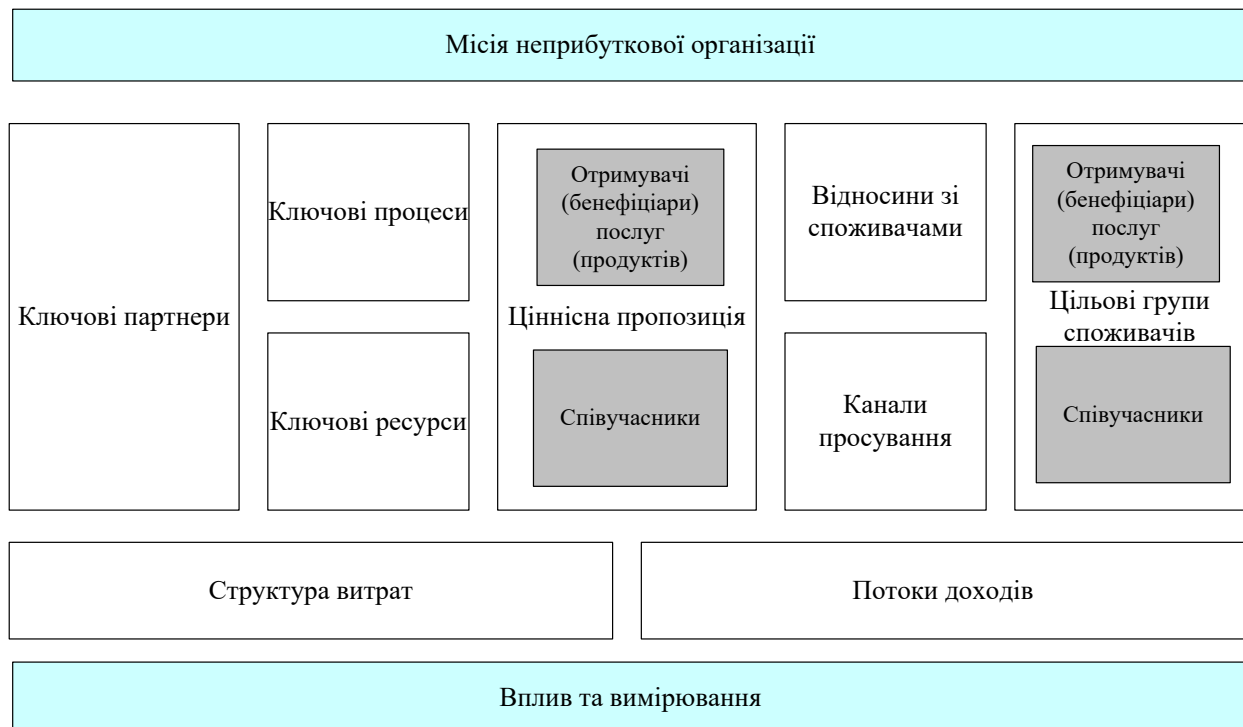 Місія неприбуткової організації
Ключові партнери
Ключові процеси
Ключові ресурси
Отримувачі
(бенефіціари)
послуг
(продуктів)
Ціннісна пропозиція
Співучасники
Відносини зі
споживачами
Канали
просування
Отримувачі
(бенефіціари)
послуг
(продуктів)
Цільові групи
споживачів
Співучасники
Структура витрат
Потоки доходів
Вплив та вимірювання